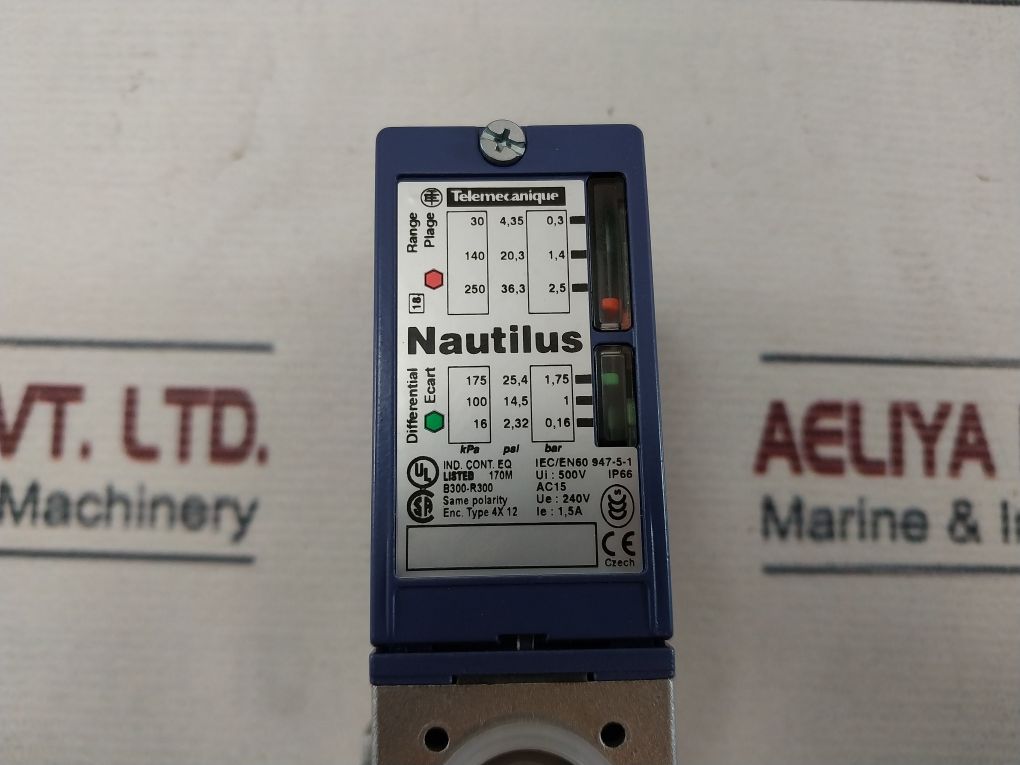 Telemecanique
Range
Plage
30 4,35 0,3
140 20,3 1,4
250 36,3 2,5
18
Nautilus
Differential
Ecart
175 25,4 1,75
100 14,5 1
16 2,32 0,16
kPa psi bar
UL
IND. CONT. EQ
LISTED 170M
B300-R300
Same polarity
Enc. Type 4X 12
IEC/EN60 947-5-1
Ui : 500V IP66
AC15
Ue : 240V
Ie : 1,5A
CE
Czech
VT. LTD.
Machinery
AELIYA
Marine & I